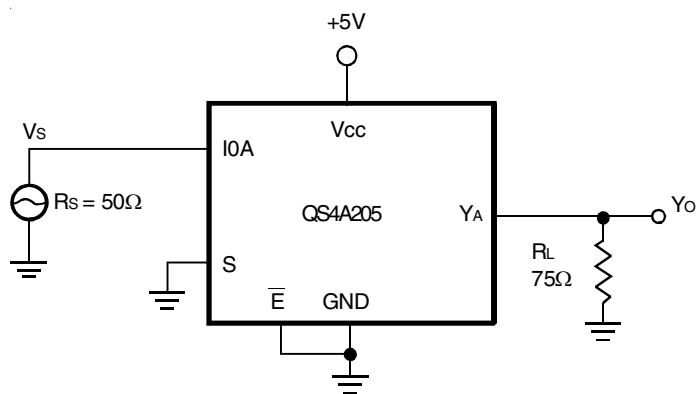 +5V
Vcc
VS
I0A
RS = 50Ω
QS4A205
YA
YO
S
RL
75Ω
E
GND